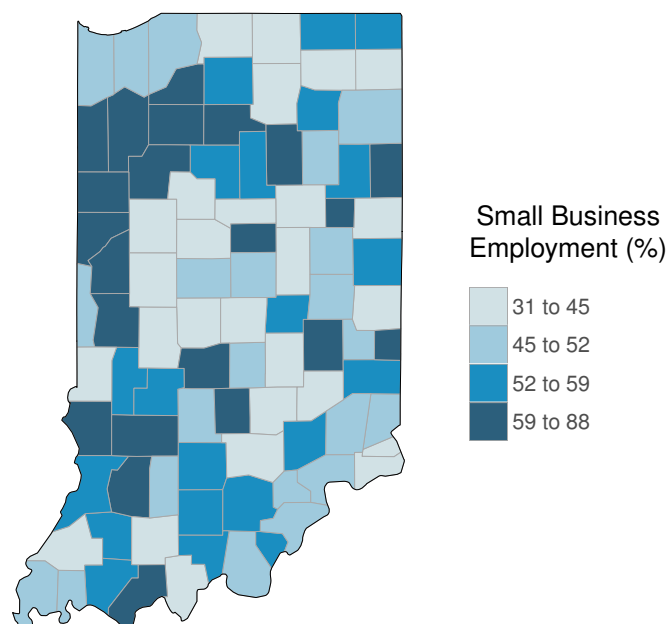 Small Business
Employment (%)
31 to 45
45 to 52
52 to 59
59 to 88